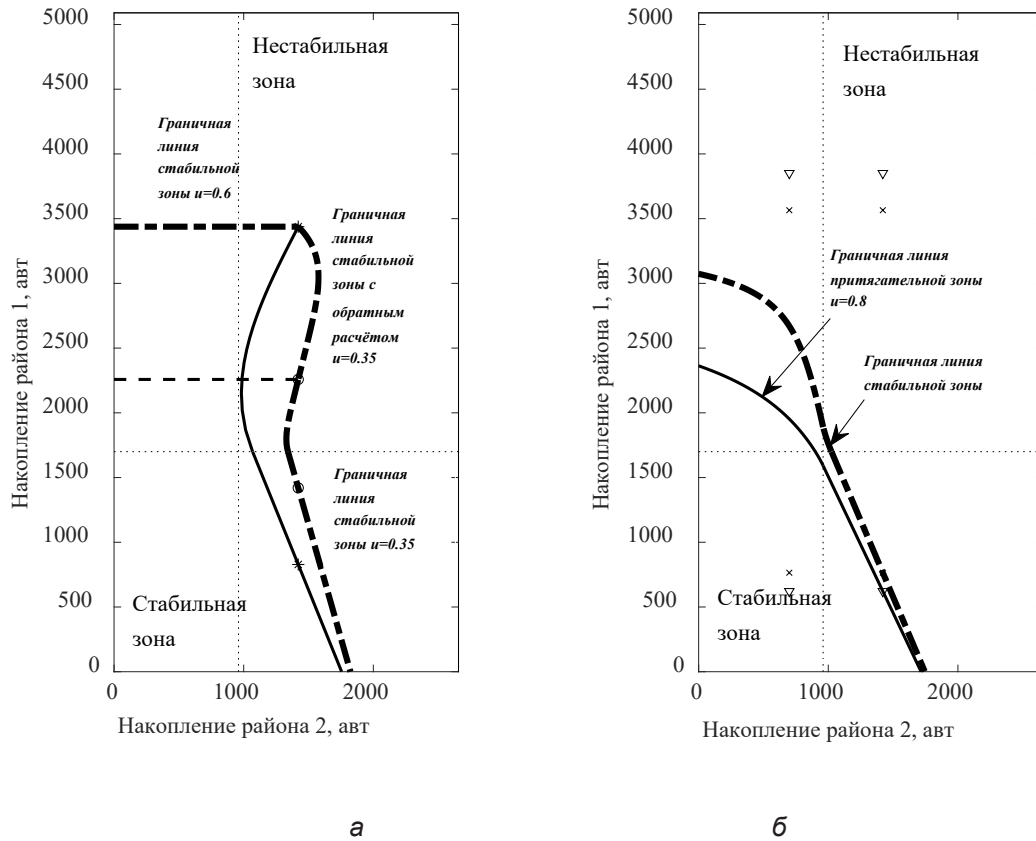 5000
4500
4000
3500
3000
2500
2000
1500
1000
500
0
Накопление района 1, авт
Нестабильная
зона
Граничная
линия
стабильной
зоны u=0.6
Граничная
линия
стабильной
зоны с
обратным
расчётом
u=0.35
Граничная
линия
стабильной
зоны u=0.35
Стабильная
зона
0
1000
2000
Накопление района 2, авт
а
5000
4500
4000
3500
3000
2500
2000
1500
1000
500
0
Накопление района 1, авт
Нестабильная
зона
Граничная линия
притягательной зоны
u=0.8
Граничная линия
стабильной зоны
Стабильная
зона
0
1000
2000
Накопление района 2, авт
б